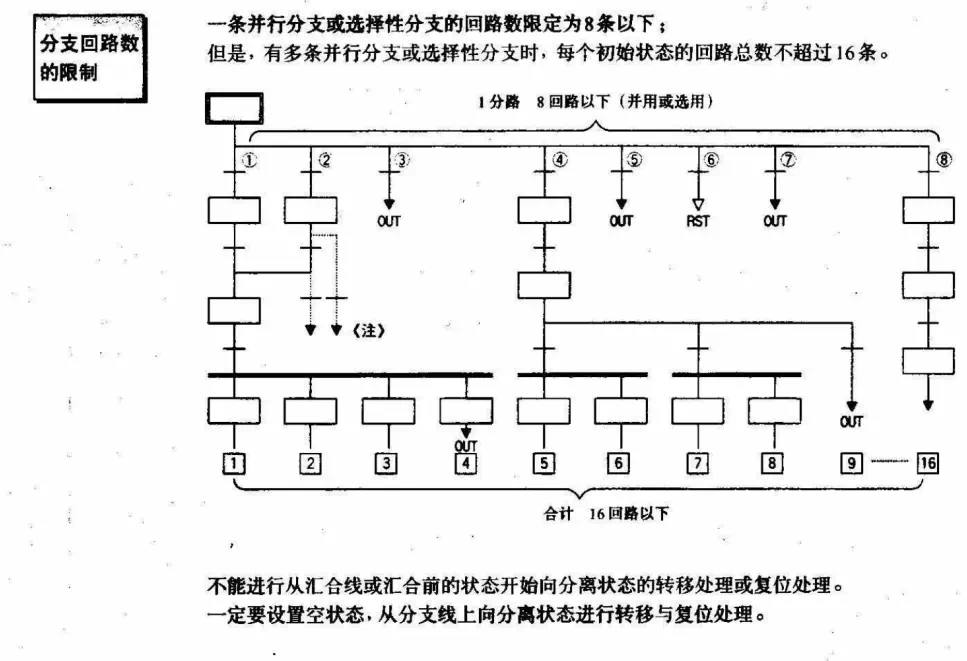 分支回路数
的限制
一条并行分支或选择性分支的回路数限定为8条以下；
但是，有多条并行分支或选择性分支时，每个初始状态的回路总数不超过16条。
1分路 8回路以下（并用或选用）
① ② ③ ④ ⑤ ⑥ ⑦ ⑧
OUT OUT RST OUT
《注》
OUT
OUT
1 2 3 4 5 6 7 8 9 16
合计 16回路以下
不能进行从汇合线或汇合前的状态开始向分离状态的转移处理或复位处理。
一定要设置空状态，从分支线上向分离状态进行转移与复位处理。